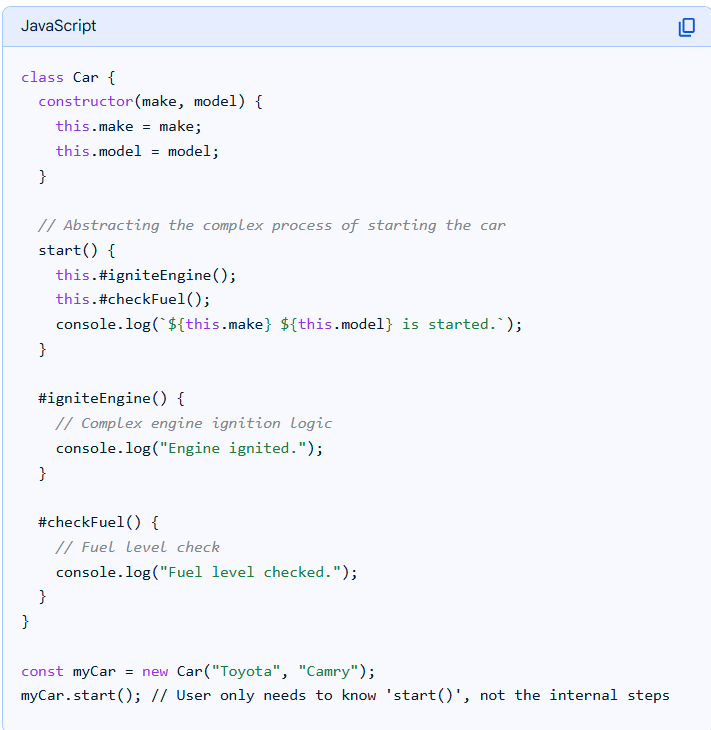 JavaScript
class Car {
  constructor(make, model) {
    this.make = make;
    this.model = model;
  }
  // Abstracting the complex process of starting the car
  start() {
    this.#igniteEngine();
    this.#checkFuel();
    console.log(`${this.make} ${this.model} is started.`);
  }
  #igniteEngine() {
    // Complex engine ignition logic
    console.log("Engine ignited.");
  }
  #checkFuel() {
    // Fuel level check
    console.log("Fuel level checked.");
  }
}
const myCar = new Car("Toyota", "Camry");
myCar.start(); // User only needs to know 'start()', not the internal steps